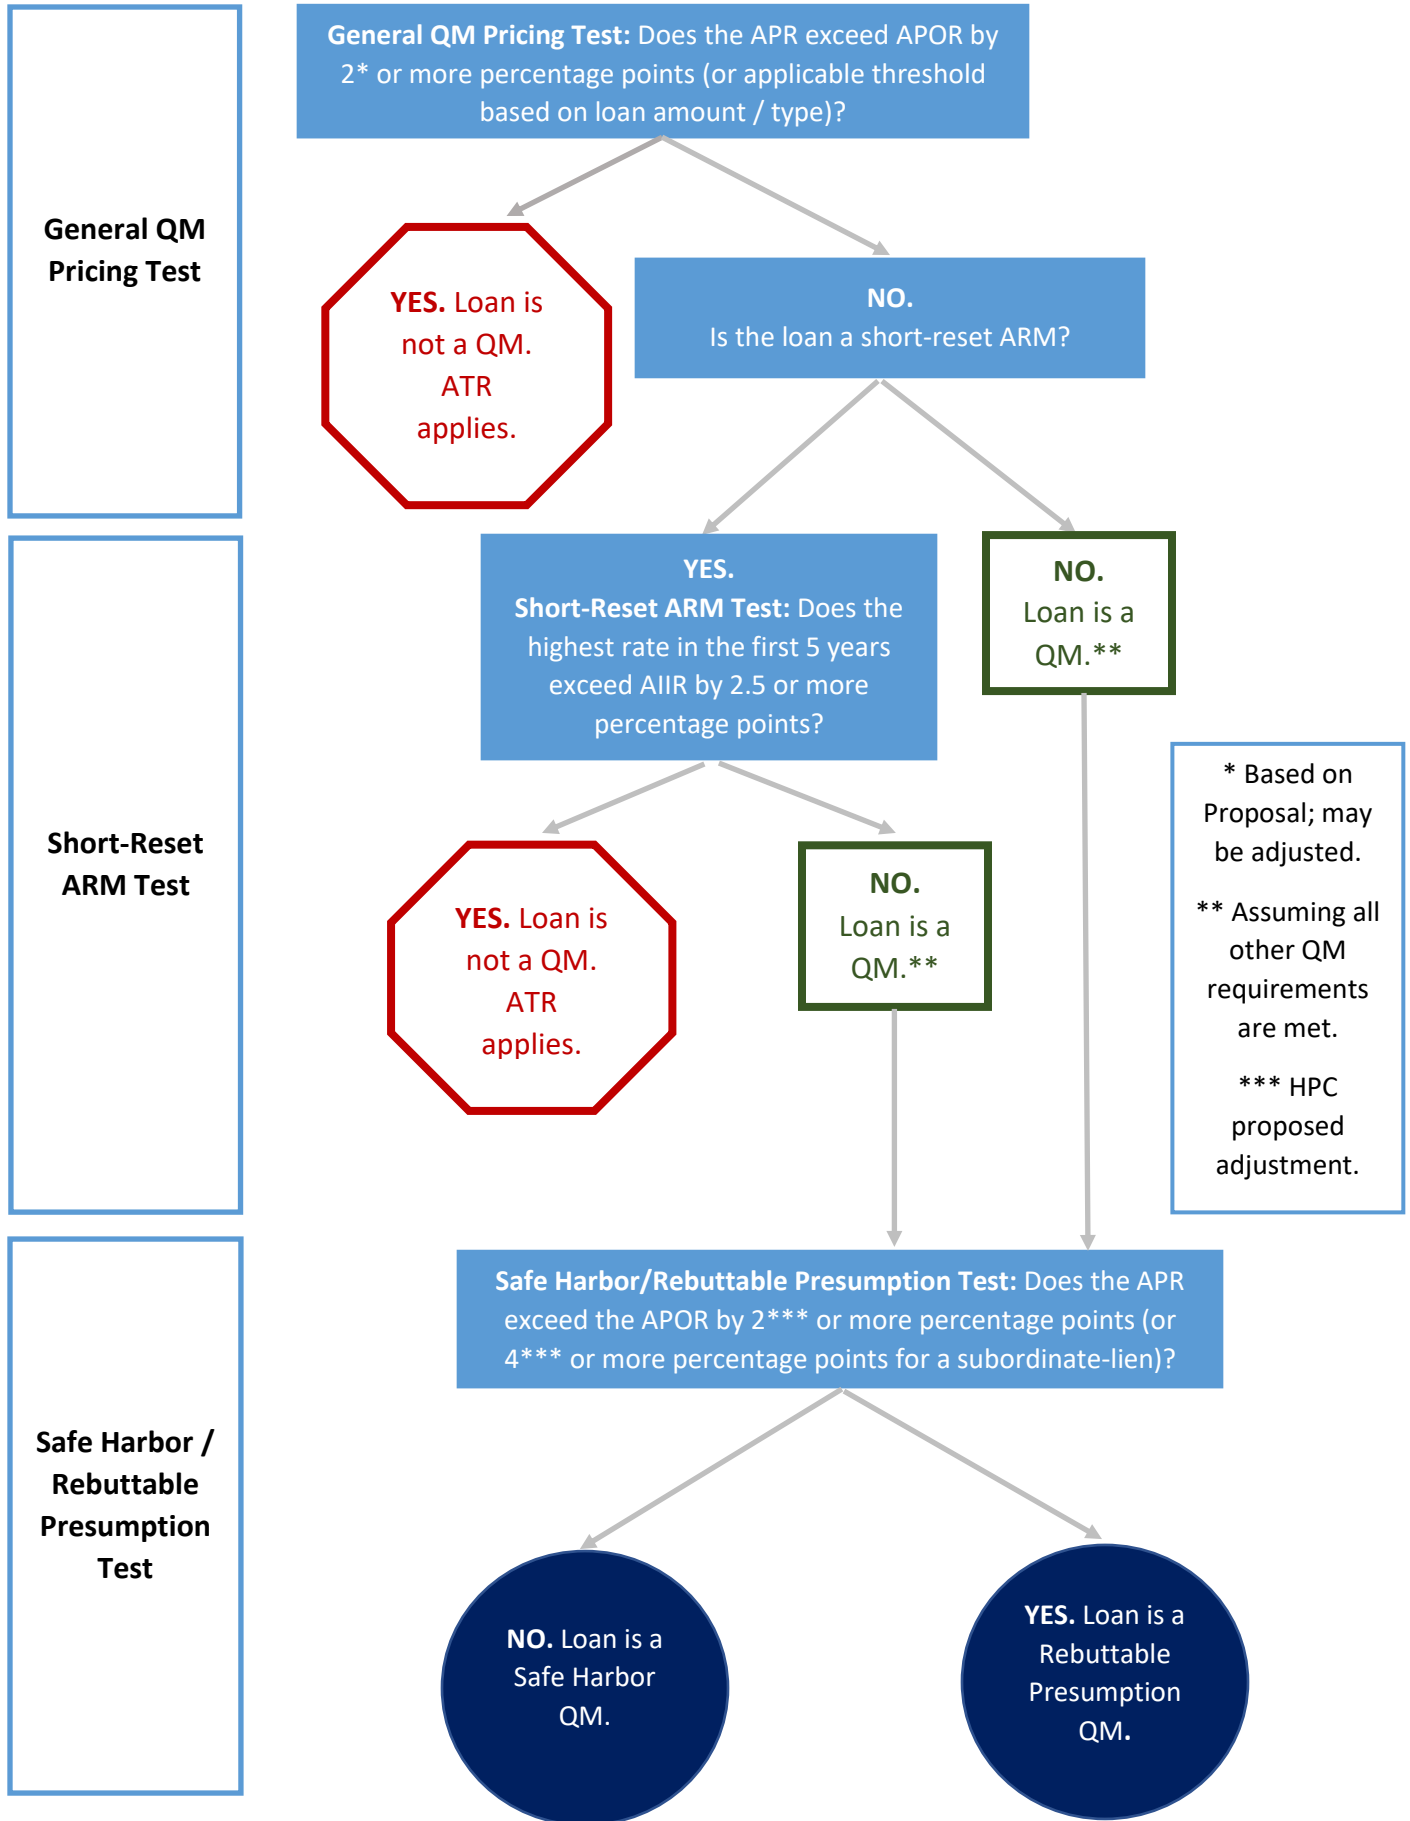 General QM Pricing Test: Does the APR exceed APOR by
2* or more percentage points (or applicable threshold
based on loan amount / type)?
General QM
Pricing Test
YES. Loan is
not a QM.
ATR
applies.
NO.
Is the loan a short-reset ARM?
YES.
Short-Reset ARM Test: Does the
highest rate in the first 5 years
exceed AIIR by 2.5 or more
percentage points?
NO.
Loan is a
QM.**
Short-Reset
ARM Test
YES. Loan is
not a QM.
ATR
applies.
NO.
Loan is a
QM.**
* Based on
Proposal; may
be adjusted.
** Assuming all
other QM
requirements
are met.
*** HPC
proposed
adjustment.
Safe Harbor/Rebuttable Presumption Test: Does the APR
exceed the APOR by 2*** or more percentage points (or
4*** or more percentage points for a subordinate-lien)?
Safe Harbor /
Rebuttable
Presumption
Test
NO. Loan is a
Safe Harbor
QM.
YES. Loan is a
Rebuttable
Presumption
QM.